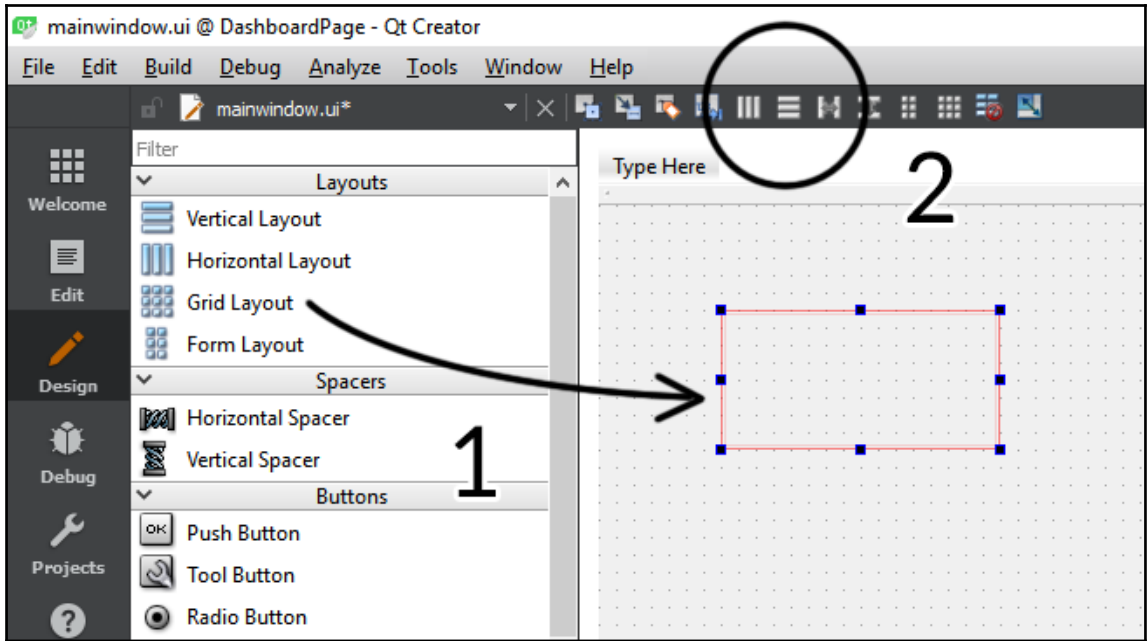 mainwindow.ui @ DashboardPage - Qt Creator
File Edit Build Debug Analyze Tools Window Help
mainwindow.ui*
Filter
Layouts
Type Here
2
Welcome
Vertical Layout
Horizontal Layout
Edit
Grid Layout
Form Layout
Design
Spacers
Horizontal Spacer
1
Vertical Spacer
Debug
Buttons
OK
Push Button
Projects
Tool Button
Radio Button
?